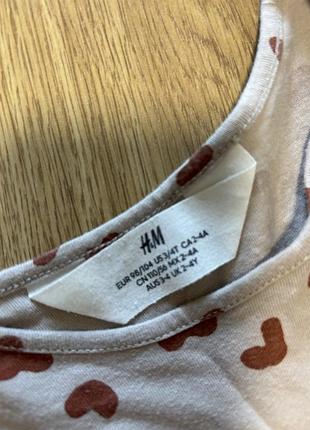 H&M
EUR 98/104 US 3/4T CA 2-4A
CN 110/56 MX 2-4A
AUS 3-4 UK 2-4Y